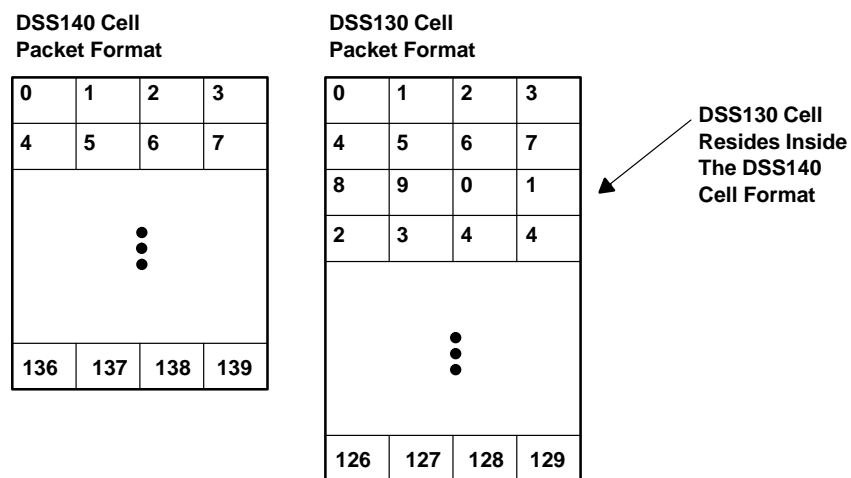 DSS140 Cell
Packet Format
0 1 2 3
4 5 6 7
136 137 138 139
DSS130 Cell
Packet Format
0 1 2 3
4 5 6 7
8 9 0 1
2 3 4 4
126 127 128 129
DSS130 Cell
Resides Inside
The DSS140
Cell Format